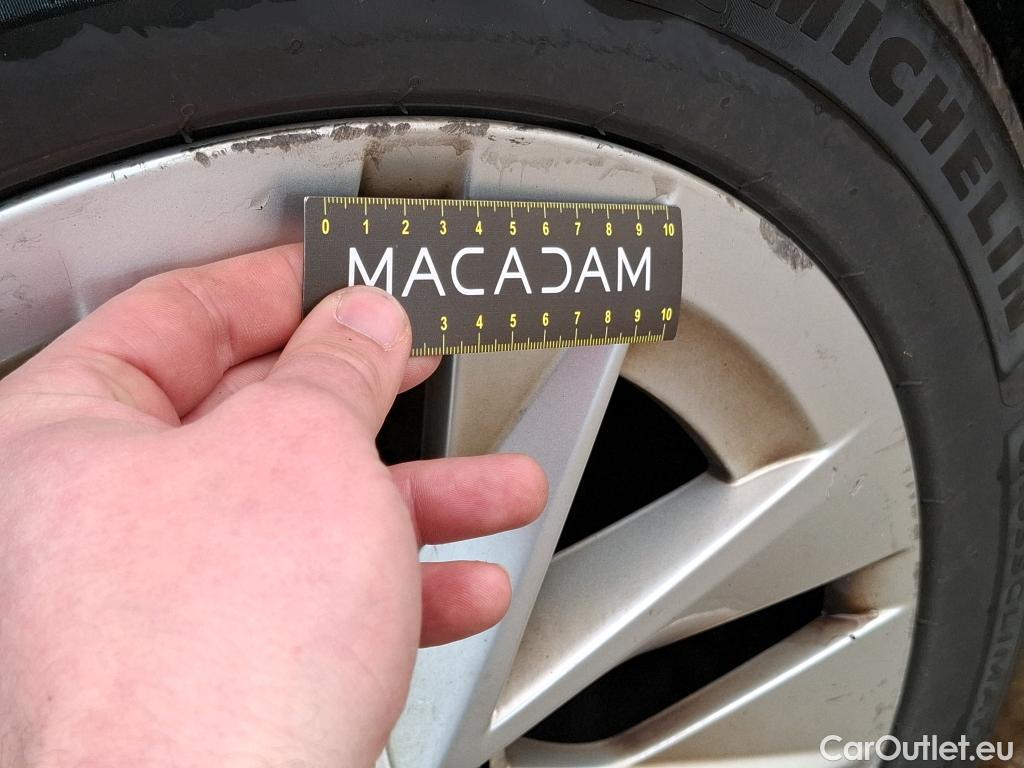 MICHELIN
0 1 2 3 4 5 6 7 8 9 10
MACADAM
3 4 5 6 7 8 9 10
CROSSCLIMATE
CarOutlet.eu